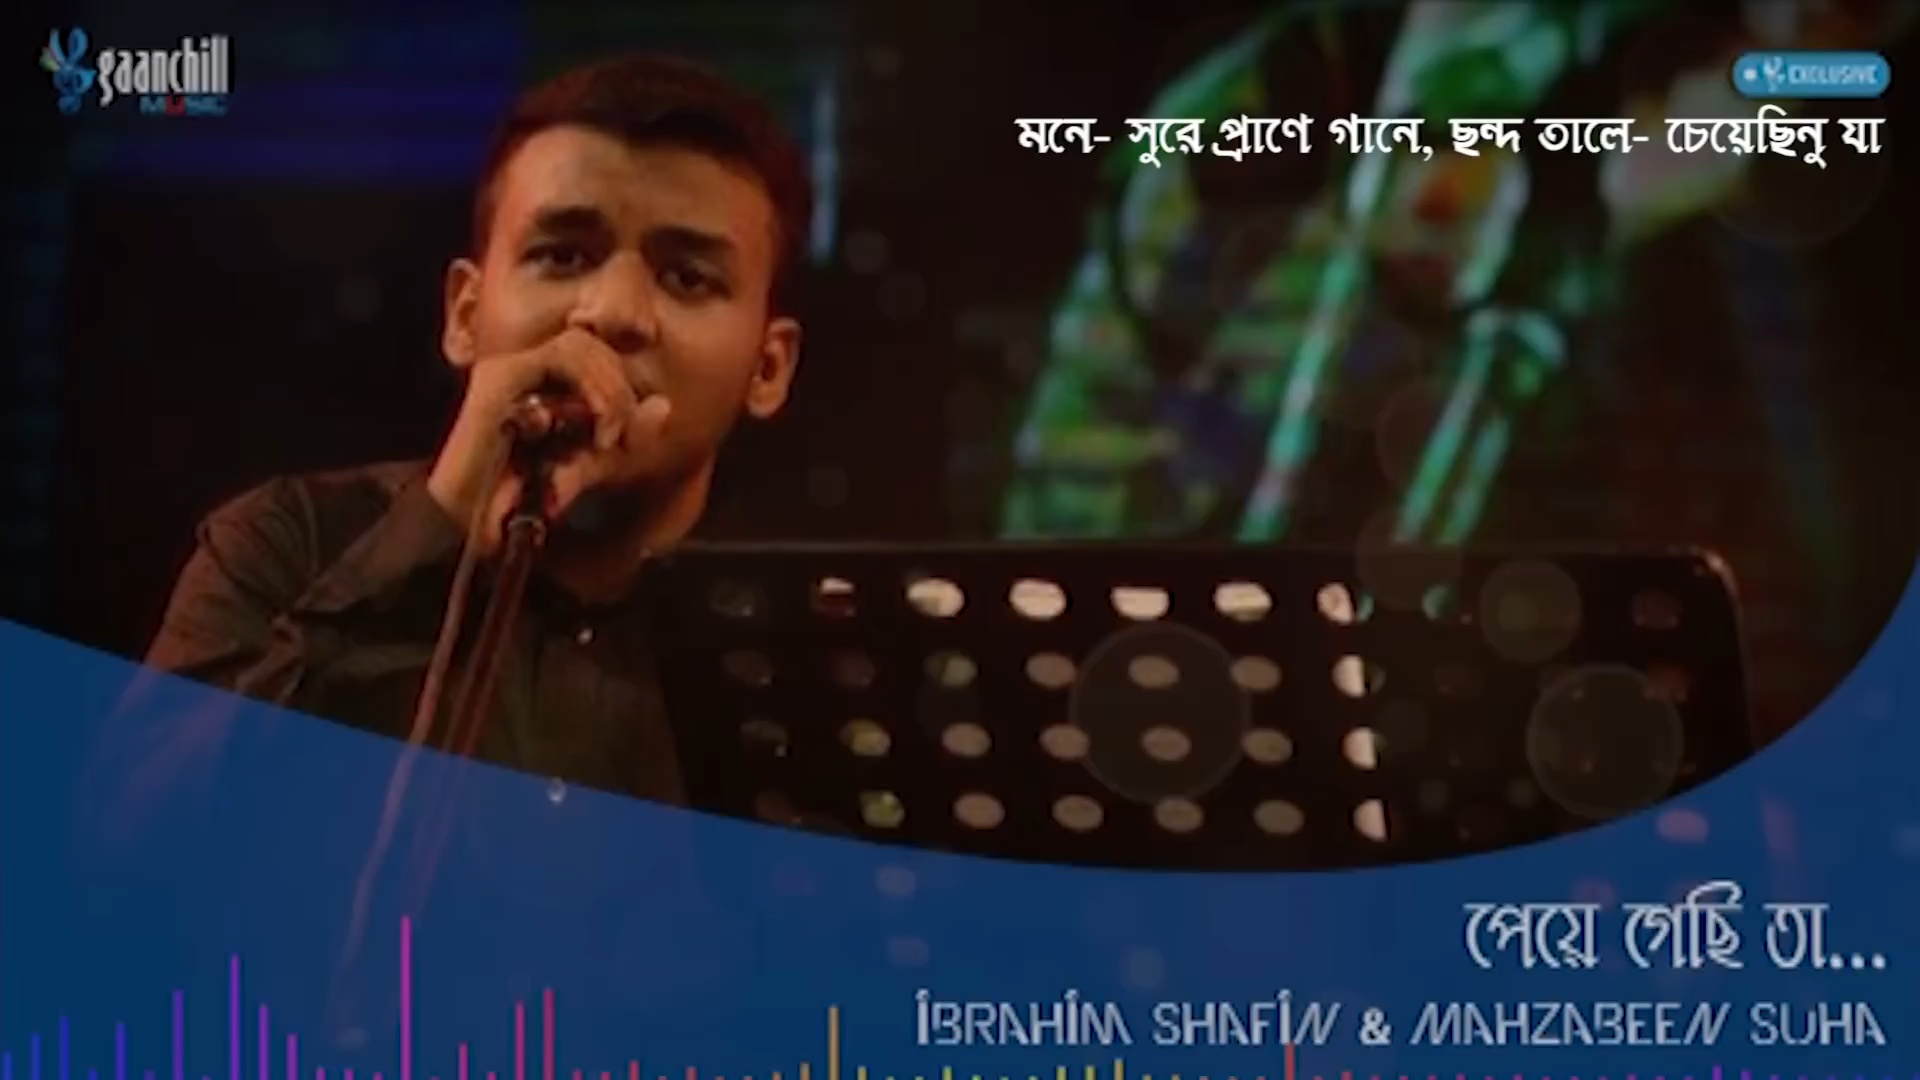 gaanchill
MUSIC
EXCLUSIVE
মনে- সুরে প্রাণে গানে, ছন্দ তালে- চেয়েছিনু যা
পেয়ে গেছি তা...
IBRAHIM SHAFIN & MAHZABEEN SUHA